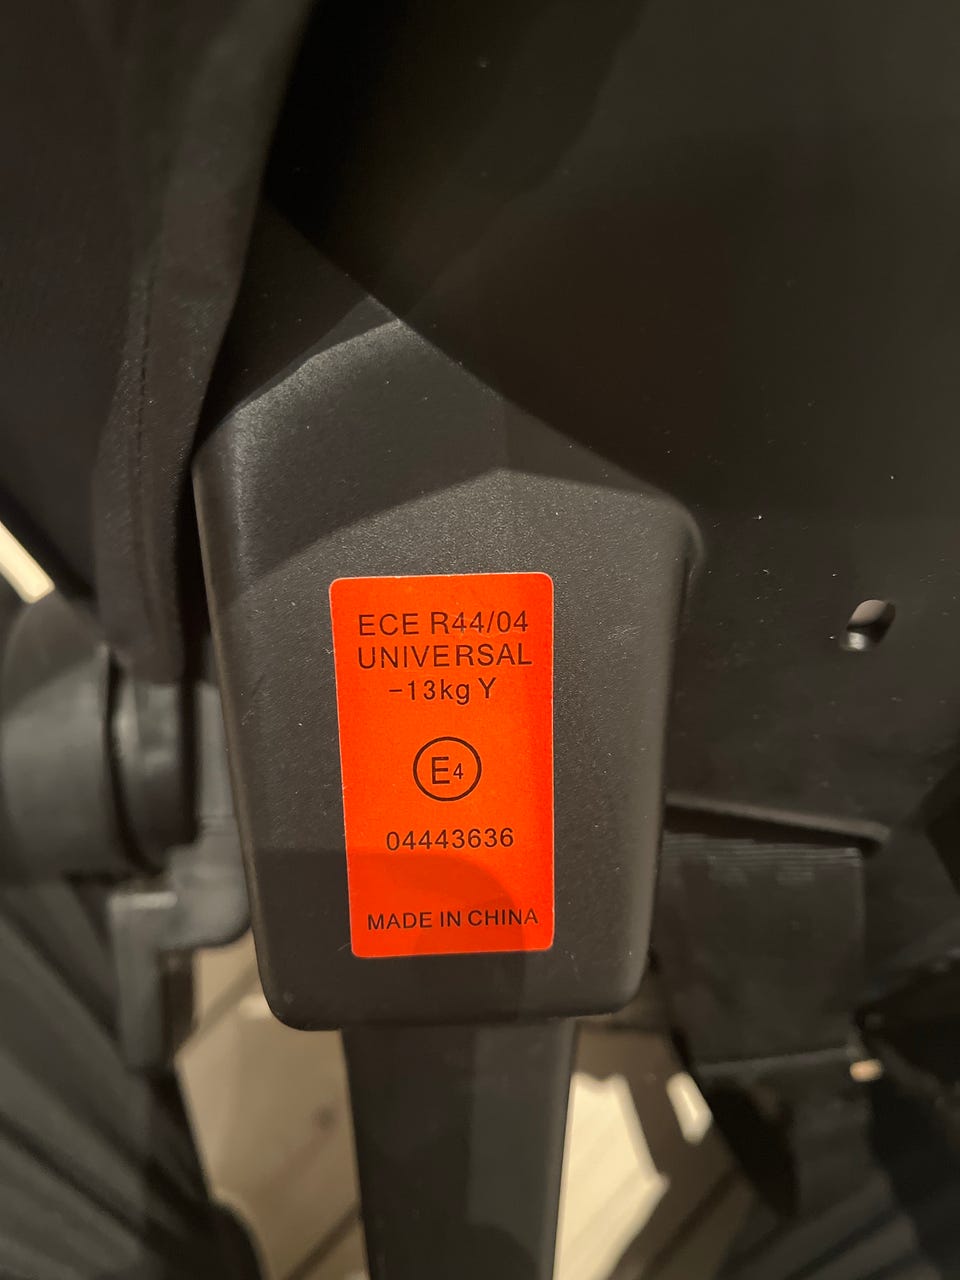 ECE R44/04
UNIVERSAL
-13kg Y
E4
04443636
MADE IN CHINA